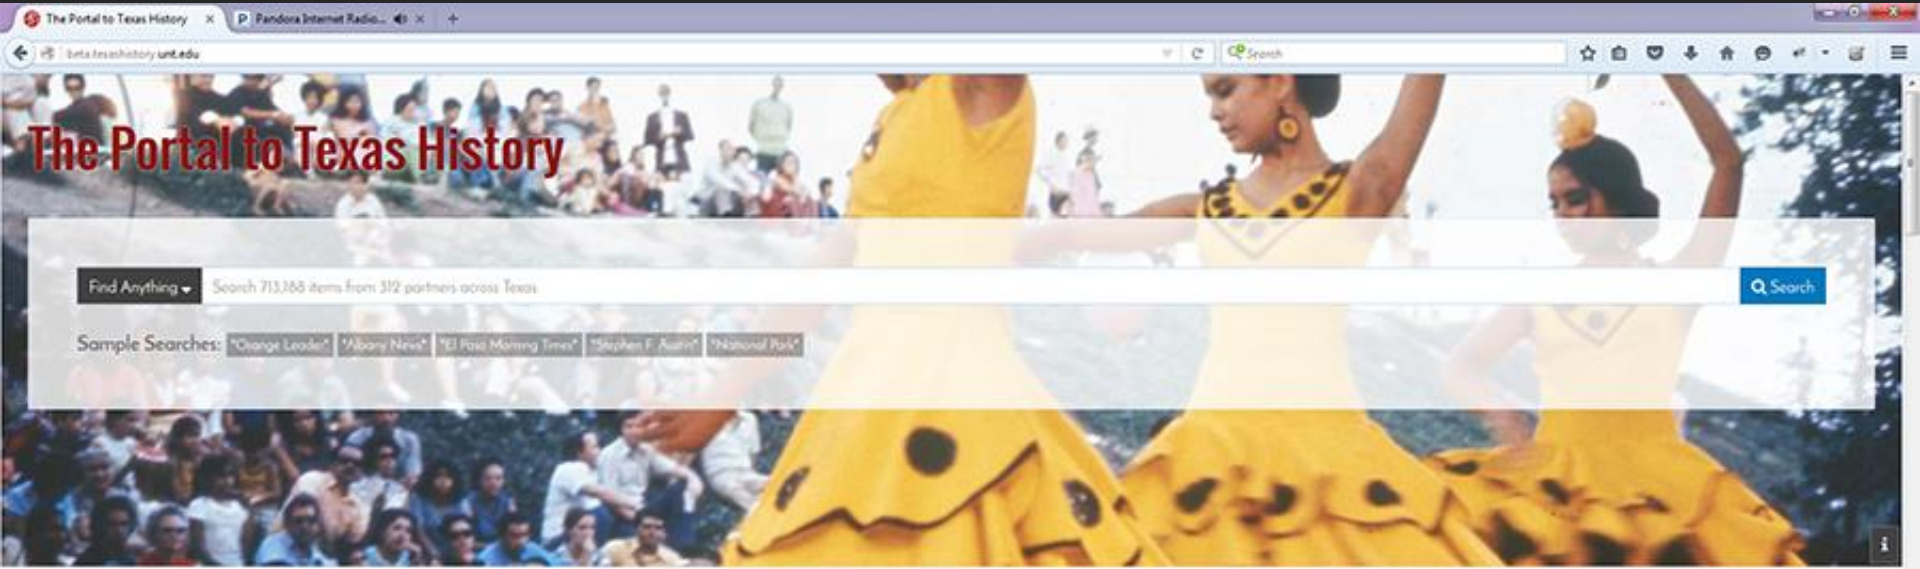 The Portal to Texas History
Pandora Internet Radio...
beta.texashistory.unt.edu
Search
The Portal to Texas History
Find Anything
Search 713,188 items from 312 partners across Texas
Search
Sample Searches: "Orange Leader" "Albany News" "El Paso Morning Times" "Stephen F. Austin" "National Park"